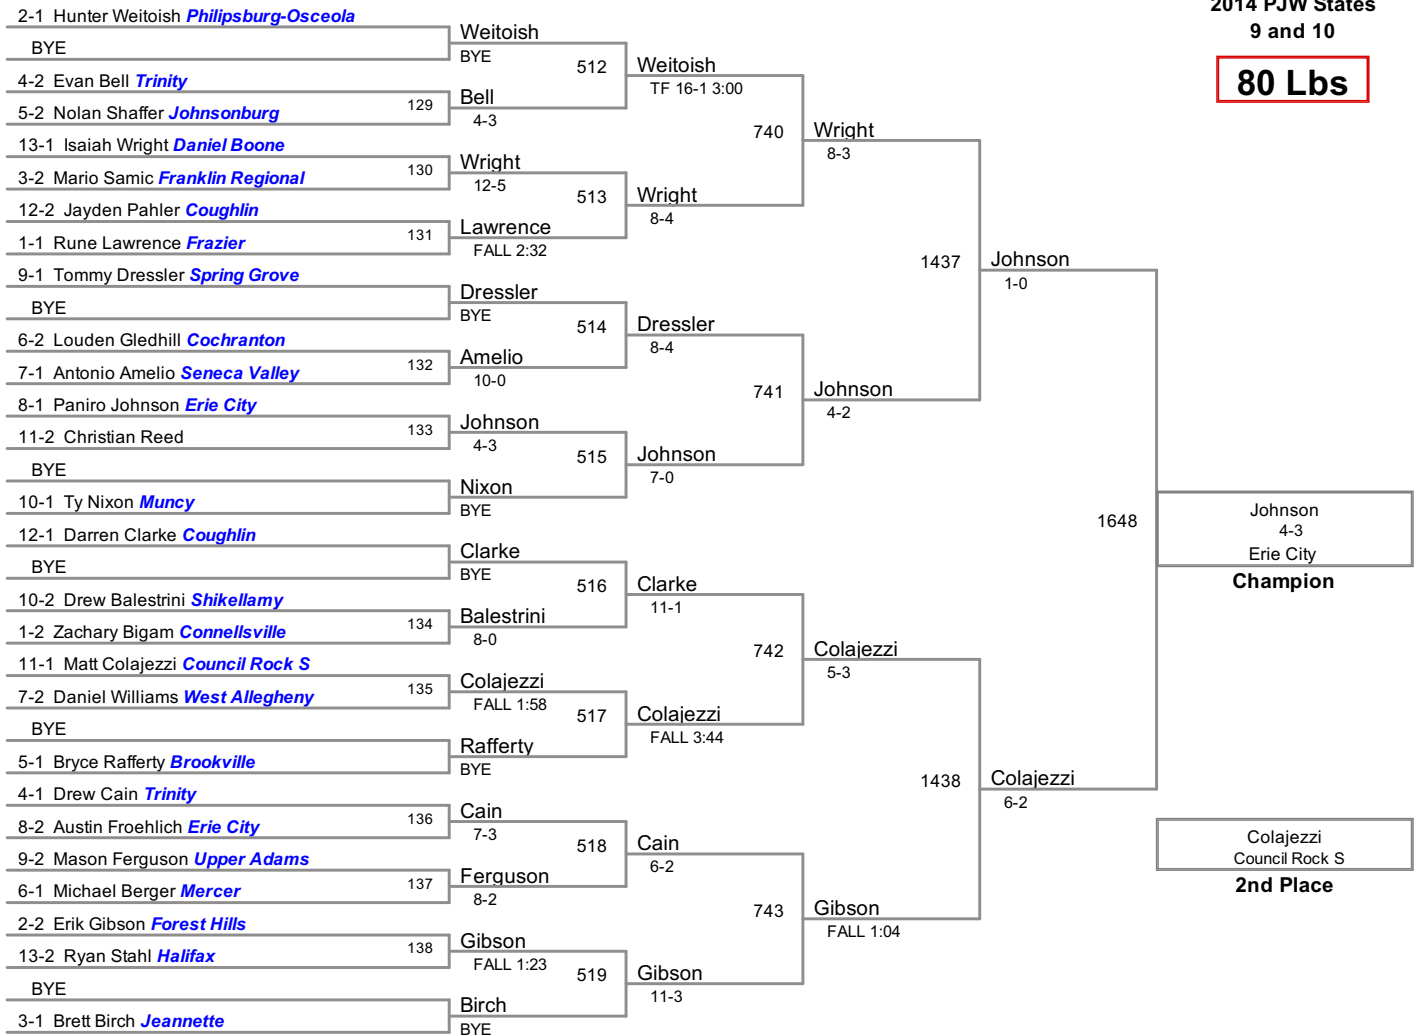 2014 PJW States
9 and 10
80 Lbs
2-1 Hunter Weitoish Philipsburg-Osceola
BYE
4-2 Evan Bell Trinity
5-2 Nolan Shaffer Johnsonburg
13-1 Isaiah Wright Daniel Boone
3-2 Mario Samic Franklin Regional
12-2 Jayden Pahler Coughlin
1-1 Rune Lawrence Frazier
9-1 Tommy Dressler Spring Grove
BYE
6-2 Louden Gledhill Cochranton
7-1 Antonio Amelio Seneca Valley
8-1 Paniro Johnson Erie City
11-2 Christian Reed
BYE
10-1 Ty Nixon Muncy
12-1 Darren Clarke Coughlin
BYE
10-2 Drew Balestrini Shikellamy
1-2 Zachary Bigam Connellsville
11-1 Matt Colajezzi Council Rock S
7-2 Daniel Williams West Allegheny
BYE
5-1 Bryce Rafferty Brookville
4-1 Drew Cain Trinity
8-2 Austin Froehlich Erie City
9-2 Mason Ferguson Upper Adams
6-1 Michael Berger Mercer
2-2 Erik Gibson Forest Hills
13-2 Ryan Stahl Halifax
BYE
3-1 Brett Birch Jeannette
129
130
131
132
133
134
135
136
137
138
Weitoish
BYE
Bell
4-3
Wright
12-5
Lawrence
FALL 2:32
Dressler
BYE
Amelio
10-0
Johnson
4-3
Nixon
BYE
Clarke
BYE
Balestrini
8-0
Colajezzi
FALL 1:58
Rafferty
BYE
Cain
7-3
Ferguson
8-2
Gibson
FALL 1:23
Birch
BYE
512
513
514
515
516
517
518
519
Weitoish
TF 16-1 3:00
Wright
8-4
Dressler
8-4
Johnson
7-0
Clarke
11-1
Colajezzi
FALL 3:44
Cain
6-2
Gibson
11-3
740
741
742
743
Wright
8-3
Johnson
4-2
Colajezzi
5-3
Gibson
FALL 1:04
1437
1438
Johnson
1-0
Colajezzi
6-2
1648
Johnson
4-3
Erie City
Champion
Colajezzi
Council Rock S
2nd Place